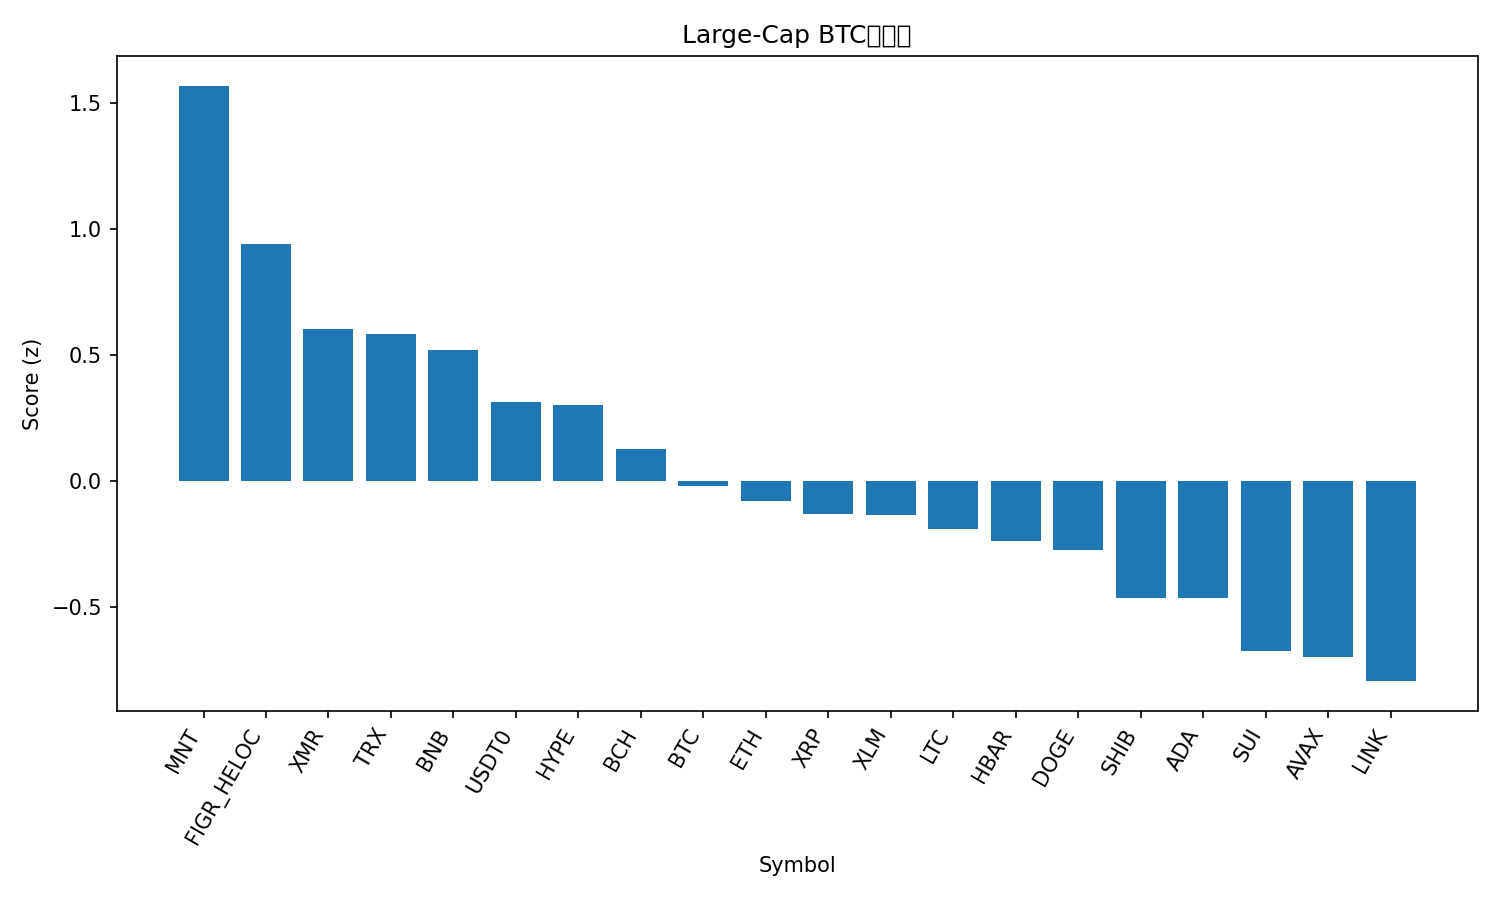 Large-Cap BTC
Score (z)
1.5
1.0
0.5
0.0
−0.5
MNT
FIGR_HELOC
XMR
TRX
BNB
USDT0
HYPE
BCH
BTC
ETH
XRP
XLM
LTC
HBAR
DOGE
SHIB
ADA
SUI
AVAX
LINK
Symbol